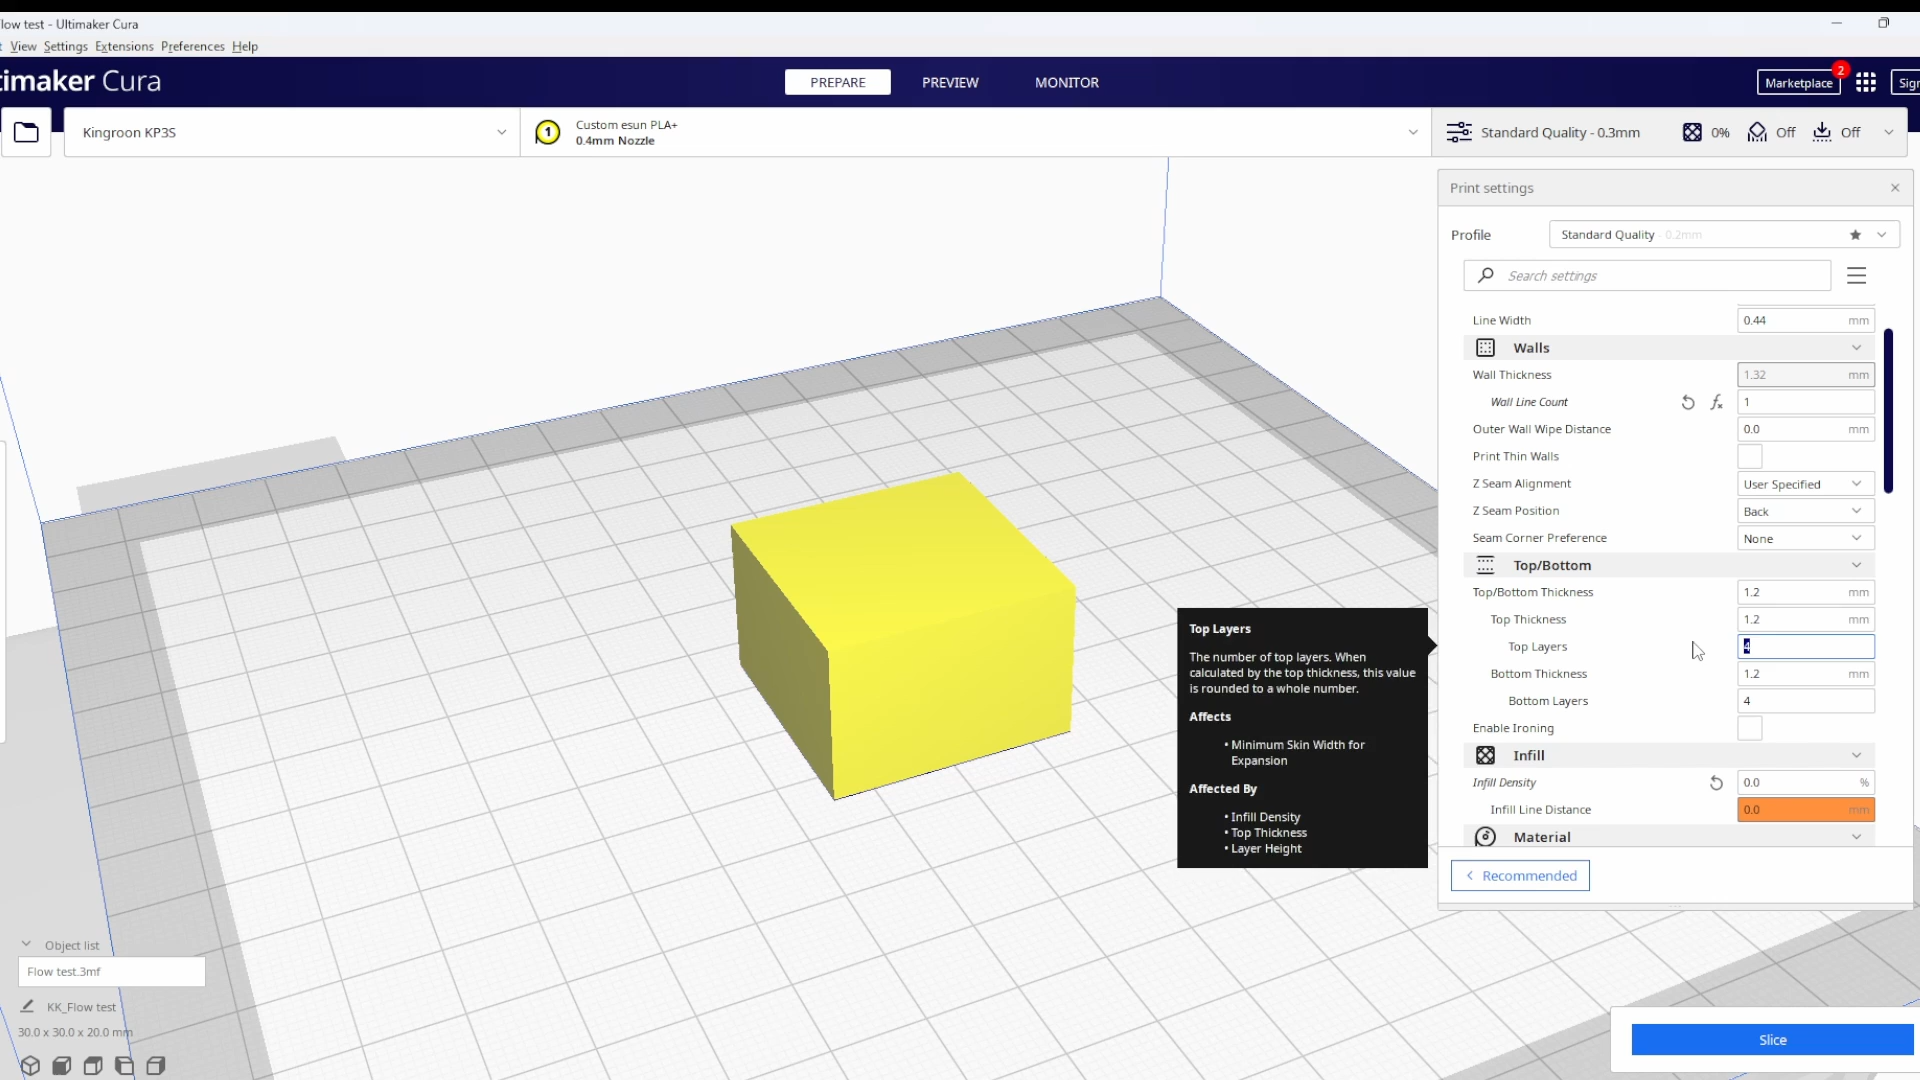 low test - Ultimaker Cura
View Settings Extensions Preferences Help
timaker Cura
PREPARE
PREVIEW
MONITOR
Marketplace
2
Sign
Kingroon KP3S
1
Custom esun PLA+
0.4mm Nozzle
Standard Quality - 0.3mm
0%
Off
Off
Print settings
Profile
Standard Quality - 0.2mm
Search settings
Line Width 0.44 mm
Walls
Wall Thickness 1.32 mm
Wall Line Count 1
Outer Wall Wipe Distance 0.0 mm
Print Thin Walls
Z Seam Alignment User Specified
Z Seam Position Back
Seam Corner Preference None
Top/Bottom
Top/Bottom Thickness 1.2 mm
Top Thickness 1.2 mm
Top Layers 4
Bottom Thickness 1.2 mm
Bottom Layers 4
Enable Ironing
Infill
Infill Density 0.0 %
Infill Line Distance 0.0 mm
Material
Recommended
Top Layers
The number of top layers. When
calculated by the top thickness, this value
is rounded to a whole number.
Affects
• Minimum Skin Width for
Expansion
Affected By
• Infill Density
• Top Thickness
• Layer Height
Object list
Flow test.3mf
KK_Flow test
30.0 x 30.0 x 20.0 mm
Slice